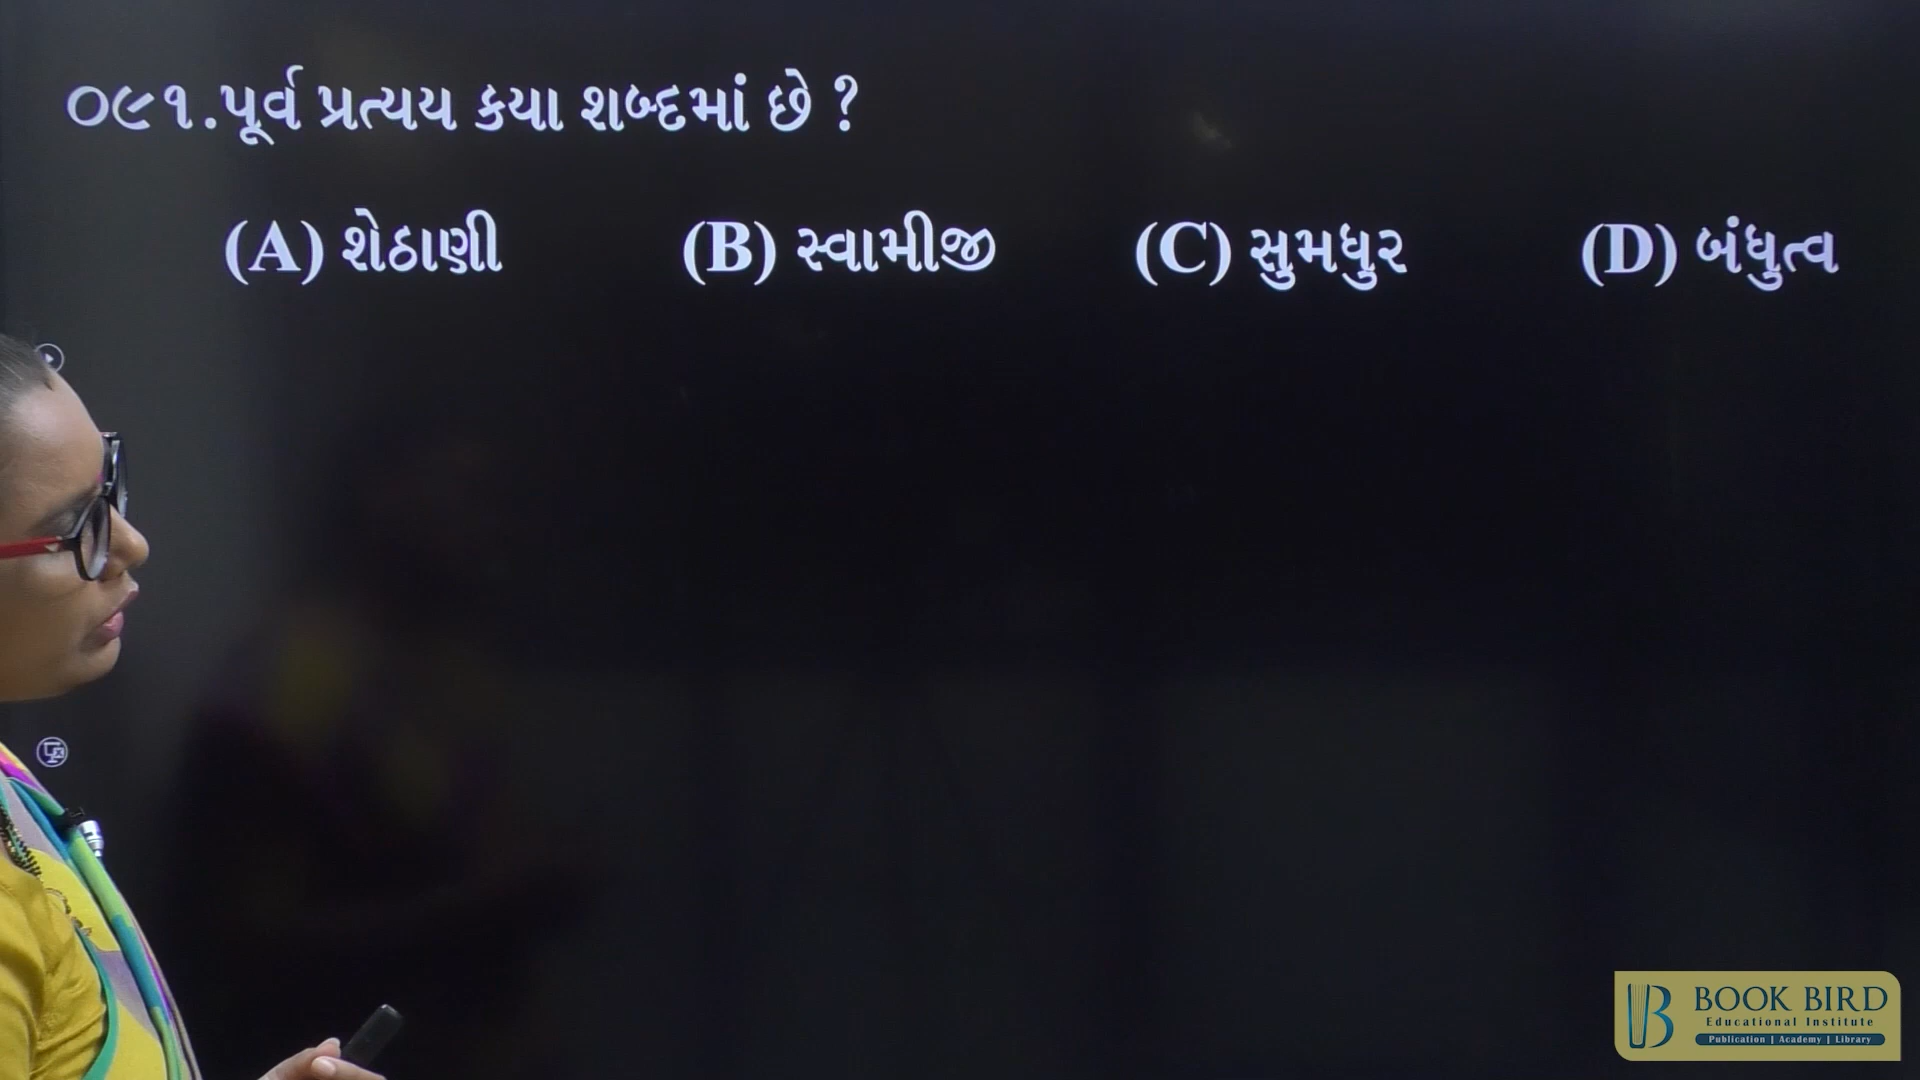 ૦૯૧.પૂર્વ પ્રત્યય કયા શબ્દમાં છે ?
(A) શેઠાણી (B) સ્વામીજી (C) સુમધુર (D) બંધુત્વ
BOOK BIRD
Educational Institute
Publication | Academy | Library